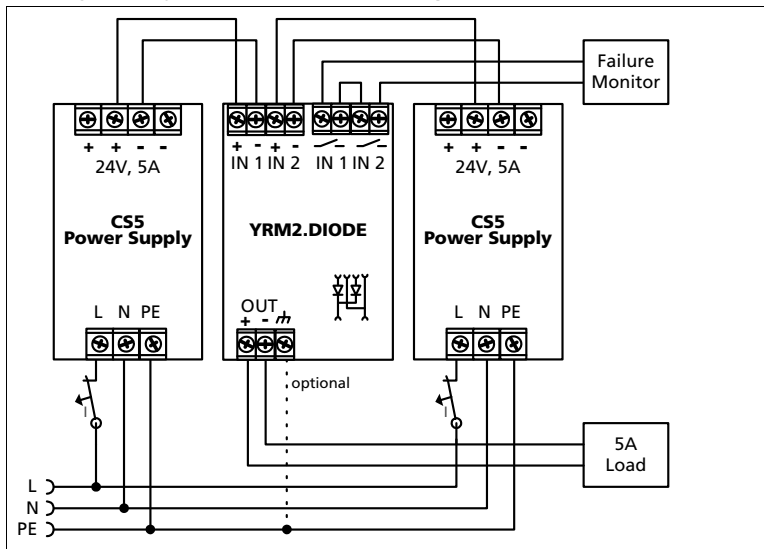 Failure
Monitor
+ + - -
24V, 5A
CS5
Power Supply
L N PE
+ - + -
IN 1 IN 2 IN 1 IN 2
YRM2.DIODE
OUT
+ -
optional
+ + - -
24V, 5A
CS5
Power Supply
L N PE
I
I
5A
Load
L
N
PE